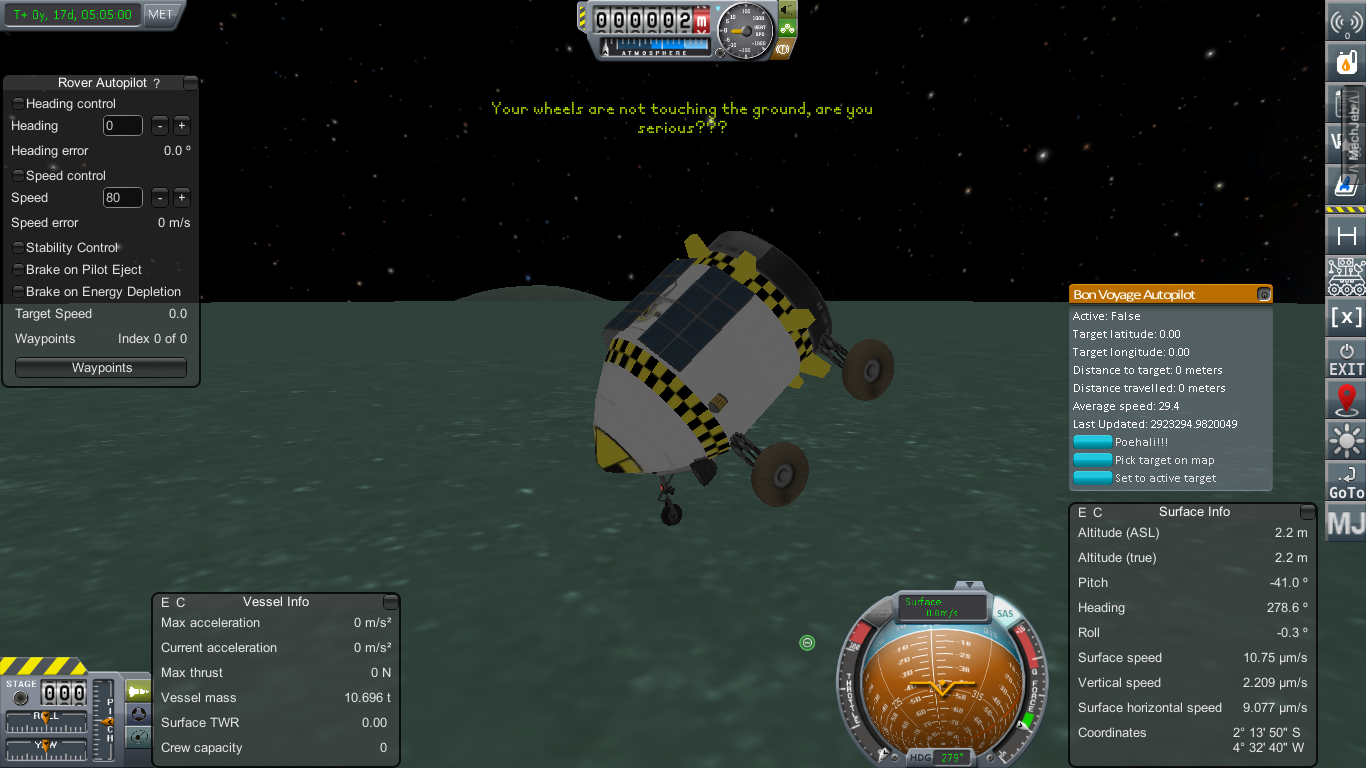 T+ 0y, 17d, 05:05:00 MET
000002m
ATMOSPHERE
Rover Autopilot ?
Heading control
Heading 0 - +
Heading error 0.0 º
Speed control
Speed 80 - +
Speed error 0 m/s
Stability Control
Brake on Pilot Eject
Brake on Energy Depletion
Target Speed 0.0
Waypoints Index 0 of 0
Waypoints
Your wheels are not touching the ground, are you
serious???
0
MechJeb
[x]
EXIT
GoTo
MJ
Bon Voyage Autopilot
Active: False
Target latitude: 0.00
Target longitude: 0.00
Distance to target: 0 meters
Distance travelled: 0 meters
Average speed: 29.4
Last Updated: 2923294.9820049
Poehali!!!
Pick target on map
Set to active target
E C Surface Info
Altitude (ASL) 2.2 m
Altitude (true) 2.2 m
Pitch -41.0 º
Heading 278.6 º
Roll -0.3 º
Surface speed 10.75 µm/s
Vertical speed 2.209 µm/s
Surface horizontal speed 9.077 µm/s
Coordinates 2° 13' 50" S
4° 32' 40" W
E C Vessel Info
Max acceleration 0 m/s²
Current acceleration 0 m/s²
Max thrust 0 N
Vessel mass 10.696 t
Surface TWR 0.00
Crew capacity 0
STAGE 000
ROLL
YAW
PITCH
Surface
0.0m/s
SAS
THROTTLE
G FORCE
HDG 279°